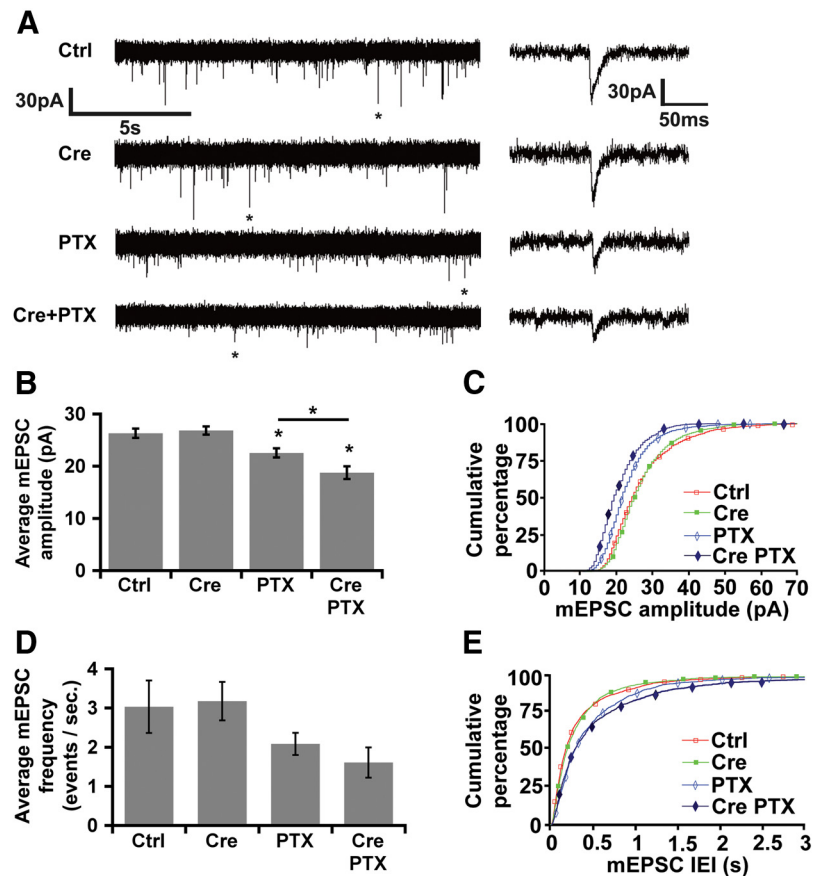 A
Ctrl
30pA
5s
*
30pA
50ms
Cre
*
PTX
*
Cre+PTX
*
B
Average mEPSC
amplitude (pA)
30
20
10
0
*
*
*
Ctrl
Cre
PTX
Cre
PTX
C
Cumulative
percentage
100
75
50
25
0
10
20
30
40
50
60
70
Ctrl
Cre
PTX
Cre PTX
mEPSC amplitude (pA)
D
Average mEPSC
frequency
(events / sec.)
4
3
2
1
0
Ctrl
Cre
PTX
Cre
PTX
E
Cumulative
percentage
100
75
50
25
0
0
0.5
1
1.5
2
2.5
3
Ctrl
Cre
PTX
Cre PTX
mEPSC IEI (s)